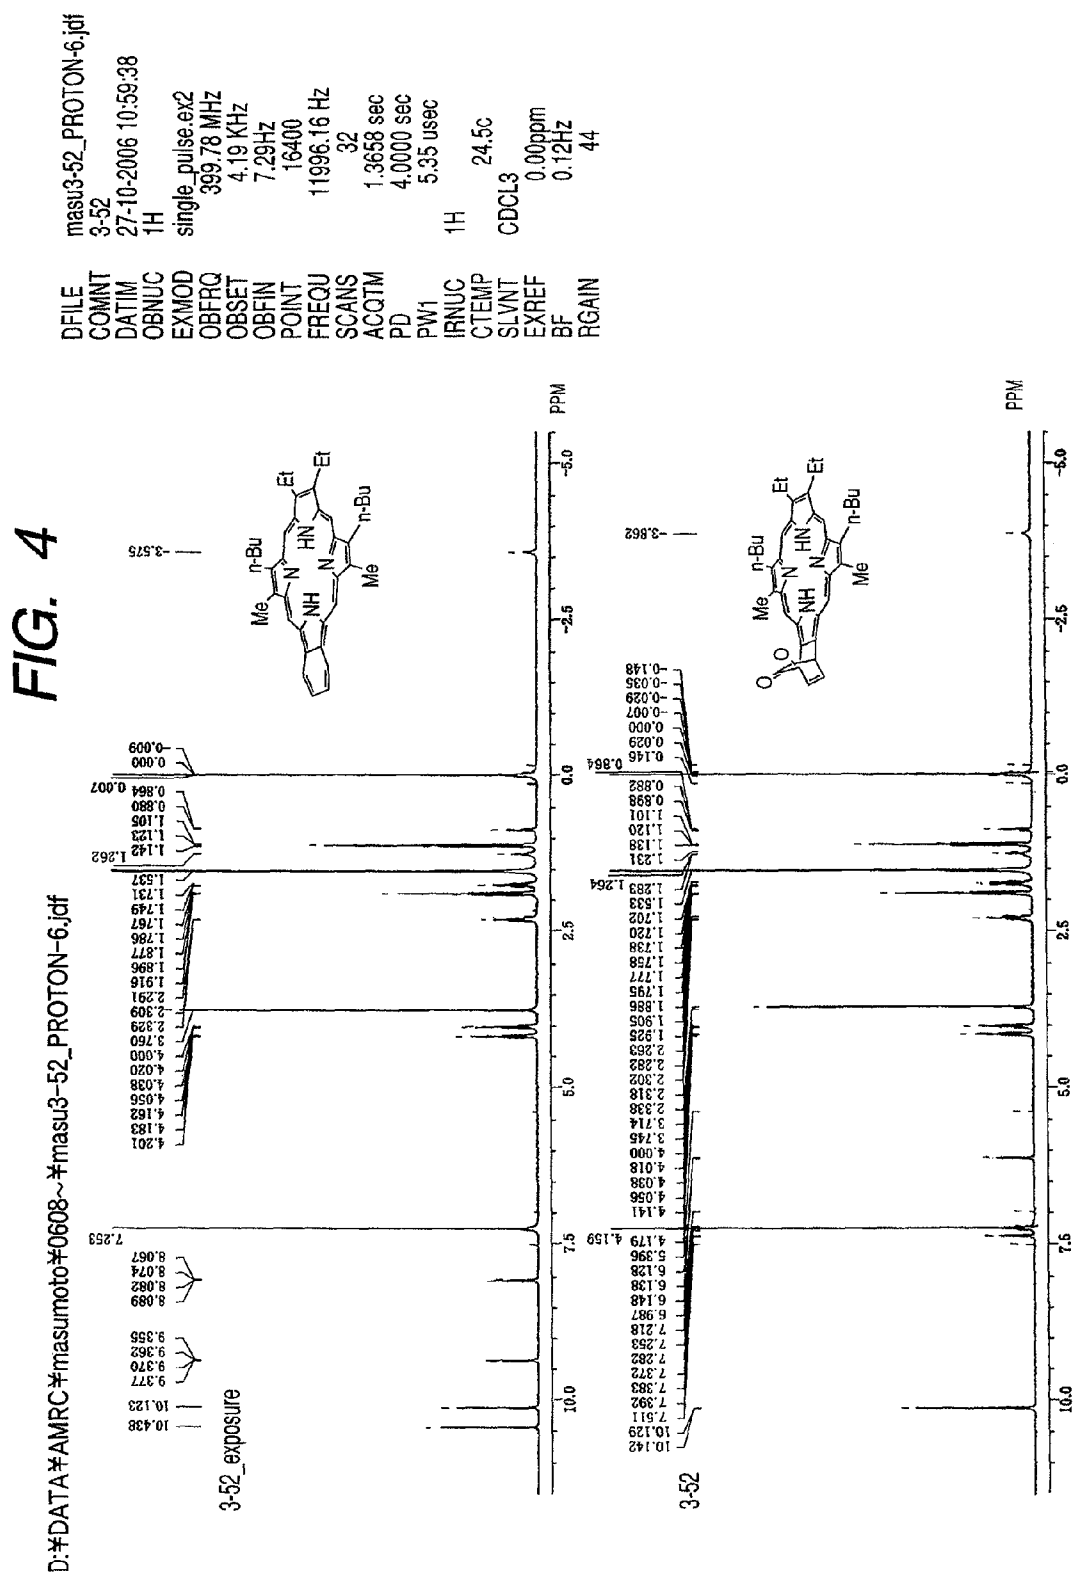 FIG. 4
D:¥DATA¥AMRC¥masumoto¥0608~¥masu3-52_PROTON-6.jdf
DFILE masu3-52_PROTON-6.jdf
COMNT 3-52
DATIM 27-10-2006 10:59:38
OBNUC 1H
EXMOD single_pulse.ex2
OBFRQ 399.78 MHz
OBSET 4.19 KHz
OBFIN 7.29Hz
POINT 16400
FREQU 11996.16 Hz
SCANS 32
ACQTM 1.3658 sec
PD 4.0000 sec
PW1 5.35 usec
IRNUC 1H
CTEMP 24.5c
SLVNT CDCL3
EXREF 0.00ppm
BF 0.12Hz
RGAIN 44
3-52_exposure
10.438
10.123
9.377
9.370
9.362
9.355
8.089
8.082
8.074
8.067
7.253
4.201
4.183
4.162
4.056
4.038
4.020
4.000
3.760
2.329
2.309
2.291
1.916
1.896
1.877
1.786
1.767
1.749
1.731
1.537
1.262
1.142
1.123
1.105
0.880
0.864
0.007
0.000
-0.009
-3.575
Me
n-Bu
Et
Et
n-Bu
Me
NH
N
HN
N
10.0
7.5
5.0
2.5
0.0
-2.5
-5.0
PPM
3-52
10.142
10.129
7.511
7.392
7.383
7.372
7.282
7.253
7.218
6.987
6.148
6.138
6.128
5.396
4.179
4.159
4.141
4.056
4.038
4.018
4.000
3.745
3.714
2.338
2.318
2.302
2.282
2.263
1.925
1.905
1.886
1.795
1.777
1.758
1.738
1.720
1.702
1.533
1.283
1.264
1.231
1.138
1.120
1.101
0.898
0.882
0.864
0.146
0.029
0.000
-0.007
-0.029
-0.035
-0.148
-3.862
O
O
Me
n-Bu
Et
Et
n-Bu
Me
NH
N
HN
N
10.0
7.5
5.0
2.5
0.0
-2.5
-5.0
PPM